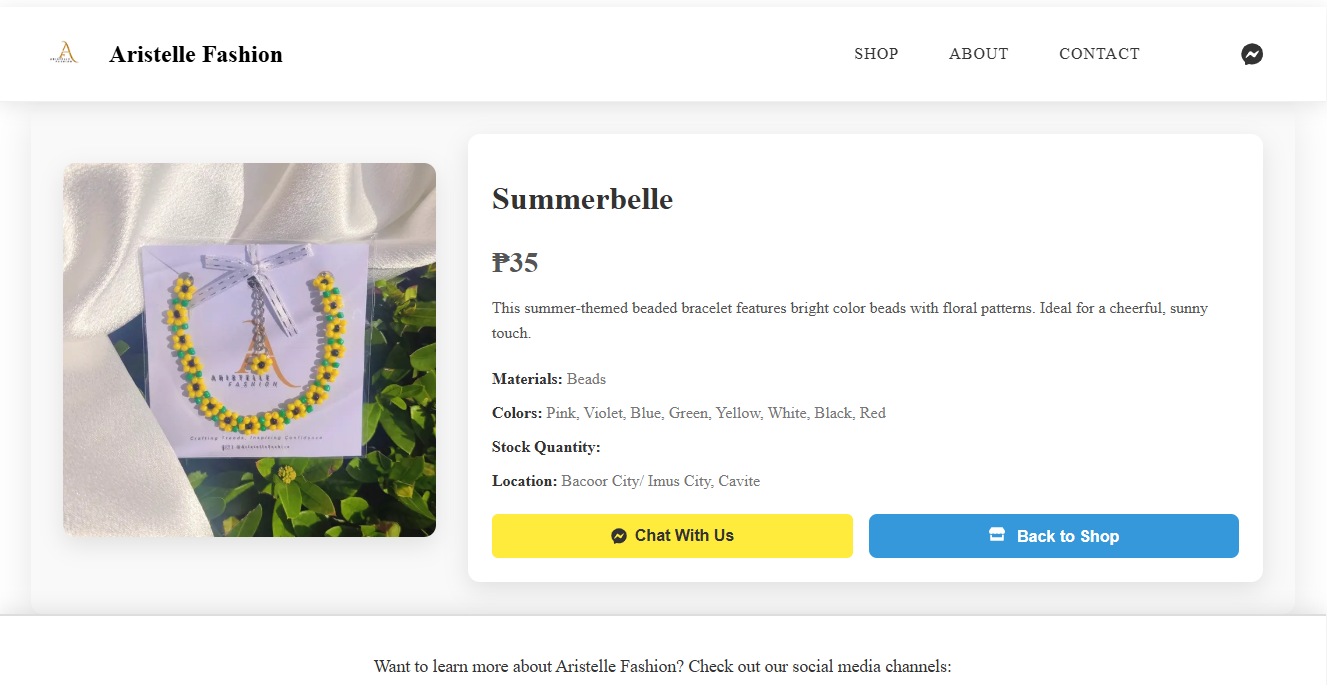 Aristelle Fashion
SHOP ABOUT CONTACT
Summerbelle
₱35
This summer-themed beaded bracelet features bright color beads with floral patterns. Ideal for a cheerful, sunny
touch.
Materials: Beads
Colors: Pink, Violet, Blue, Green, Yellow, White, Black, Red
Stock Quantity:
Location: Bacoor City/ Imus City, Cavite
Chat With Us
Back to Shop
ARISTELLE
FASHION
Crafting Trends, Inspiring Confidence
Want to learn more about Aristelle Fashion? Check out our social media channels: